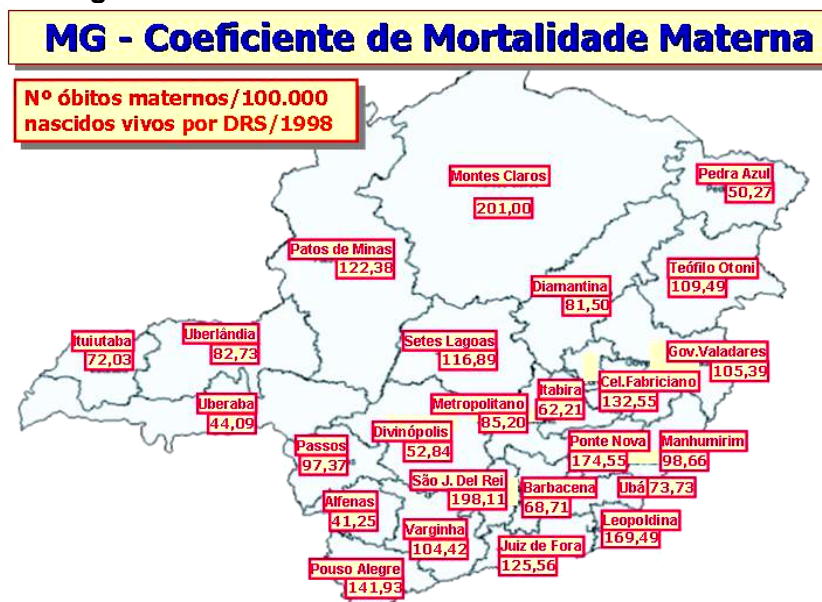 MG - Coeficiente de Mortalidade Materna
Nº óbitos maternos/100.000
nascidos vivos por DRS/1998
Montes Claros
201,00
Pedra Azul
50,27
Patos de Minas
122,38
Teófilo Otoni
109,49
Diamantina
81,50
Ituiutaba
72,03
Uberlândia
82,73
Setes Lagoas
116,89
Gov.Valadares
105,39
Cel.Fabriciano
132,55
Itabira
62,21
Uberaba
44,09
Metropolitano
85,20
Divinópolis
52,84
Passos
97,37
Ponte Nova
174,55
Manhumirim
98,66
São J. Del Rei
198,11
Barbacena
68,71
Ubá 73,73
Alfenas
41,25
Varginha
104,42
Leopoldina
169,49
Juiz de Fora
125,56
Pouso Alegre
141,93